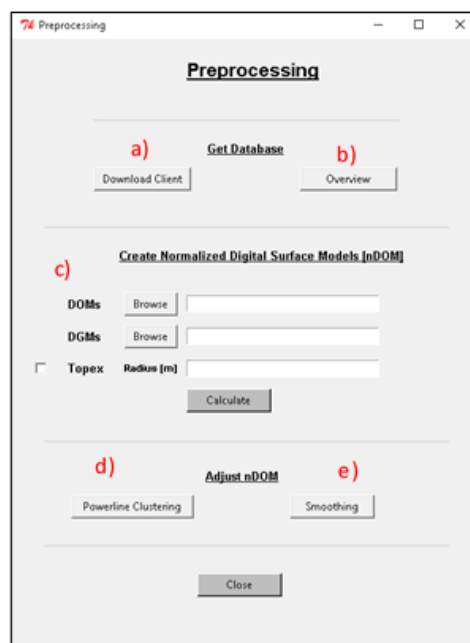 Preprocessing
Preprocessing
a)
Get Database
b)
Download Client
Overview
Create Normalized Digital Surface Models [nDOM]
c)
DOMs Browse
DGMs Browse
Topex Radius [m]
Calculate
d)
Adjust nDOM
e)
Powerline Clustering
Smoothing
Close